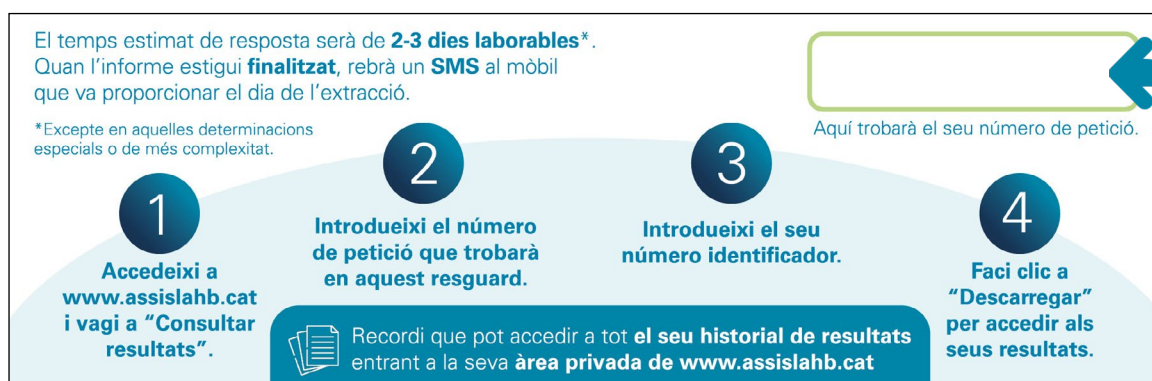 El temps estimat de resposta serà de 2-3 dies laborables*.
Quan l’informe estigui finalitzat, rebrà un SMS al mòbil
que va proporcionar el dia de l’extracció.
*Excepte en aquelles determinacions
especials o de més complexitat.
Aquí trobarà el seu número de petició.
1
Accedeixi a
www.assislahb.cat
i vagi a “Consultar
resultats”.
2
Introdueixi el número
de petició que trobarà
en aquest resguard.
3
Introdueixi el seu
número identificador.
4
Faci clic a
“Descarregar”
per accedir als
seus resultats.
Recordi que pot accedir a tot el seu historial de resultats
entrant a la seva àrea privada de www.assislahb.cat